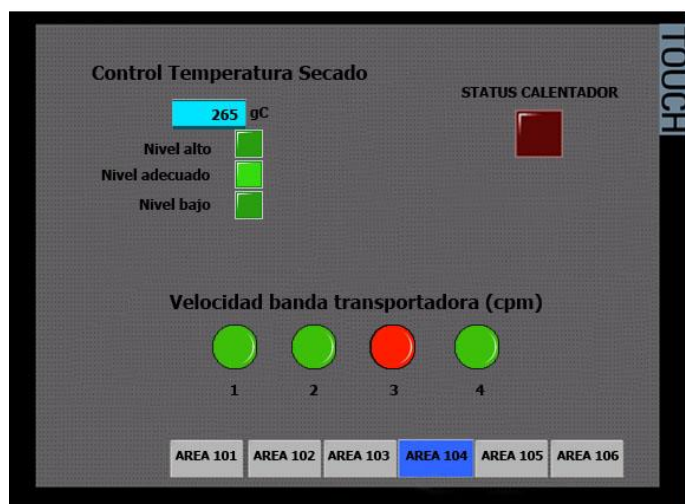 TOUCH
Control Temperatura Secado
STATUS CALENTADOR
265 gC
Nivel alto
Nivel adecuado
Nivel bajo
Velocidad banda transportadora (cpm)
1 2 3 4
AREA 101 AREA 102 AREA 103 AREA 104 AREA 105 AREA 106